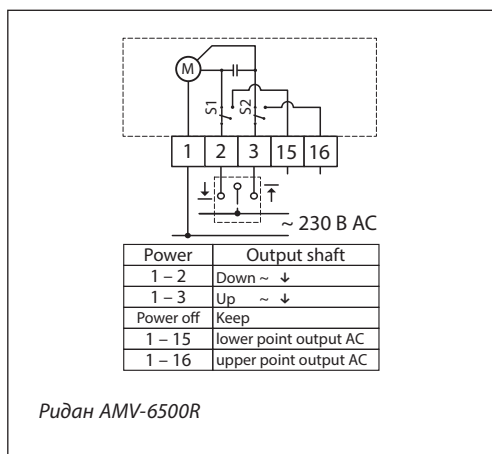 M
S1
S2
1 2 3 15 16
~ 230 В AC
Power Output shaft
1 – 2 Down ~ ↓
1 – 3 Up ~ ↓
Power off Keep
1 – 15 lower point output AC
1 – 16 upper point output AC
Ридан AMV-6500R